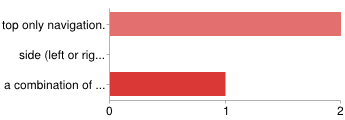 top only navigation.
side (left or rig...
a combination of ...
0 1 2